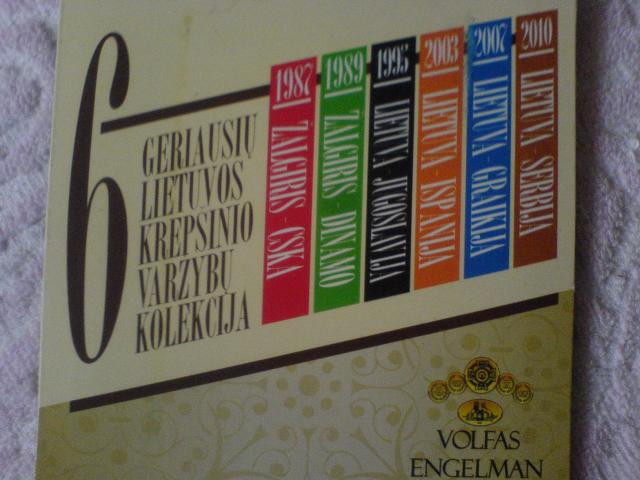 6
GERIAUSIŲ
LIETUVOS
KREPŠINIO
VARŽYBŲ
KOLEKCIJA
1987 ŽALGIRIS - CSKA
1989 ŽALGIRIS - DINAMO
1995 LIETUVA - JUGOSLAVIJA
2003 LIETUVA - ISPANIJA
2007 LIETUVA - GRAIKIJA
2010 LIETUVA - SERBIJA
VOLFAS
ENGELMAN